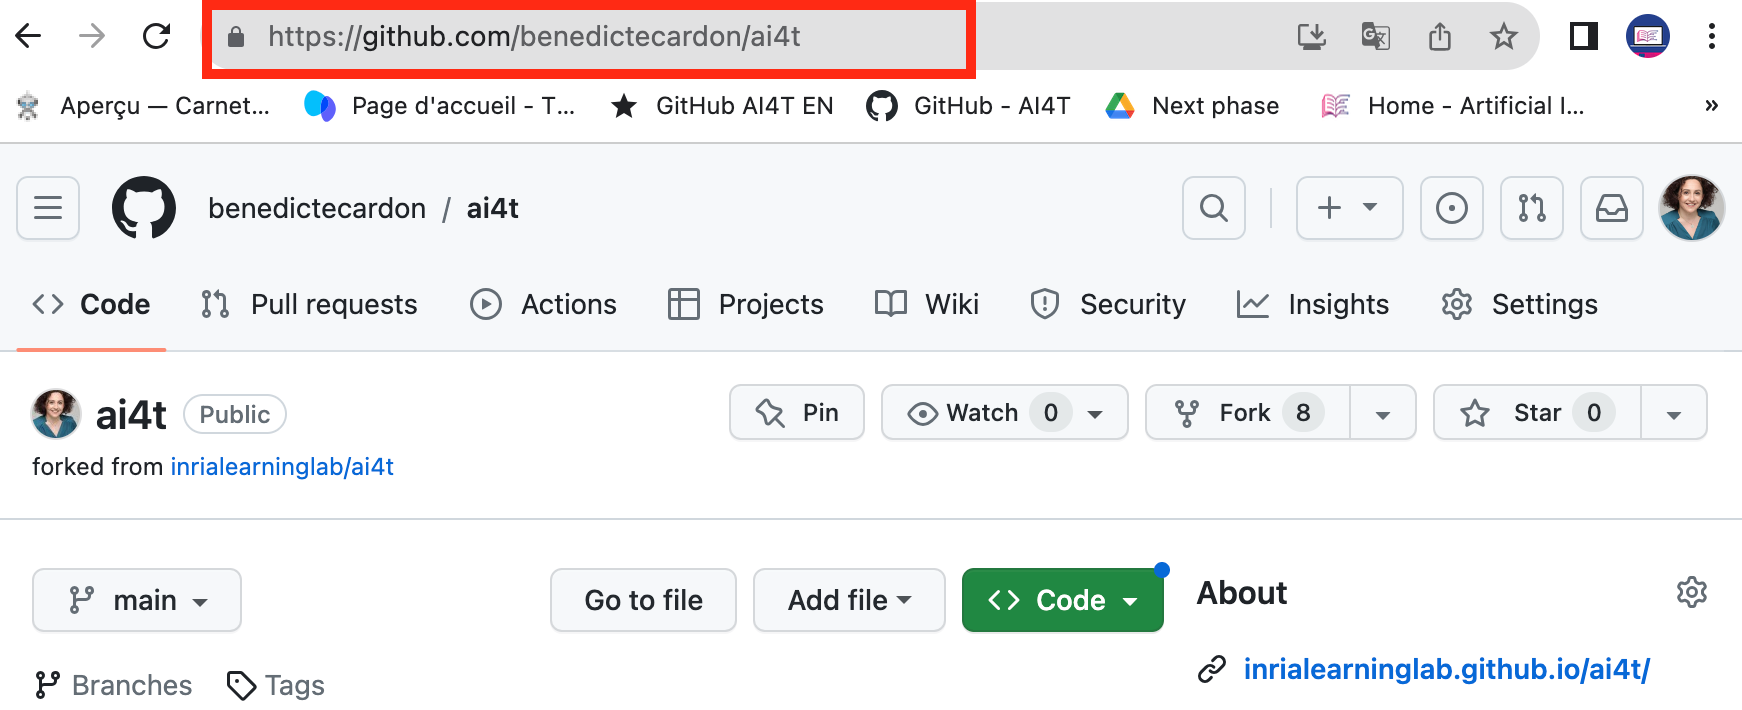 https://github.com/benedictecardon/ai4t
Aperçu — Carnet... Page d'accueil - T... GitHub AI4T EN GitHub - AI4T Next phase Home - Artificial I... »
benedictecardon / ai4t
Code Pull requests Actions Projects Wiki Security Insights Settings
ai4t Public Pin Watch 0 Fork 8 Star 0
forked from inrialearninglab/ai4t
main Go to file Add file <> Code About
inrialearninglab.github.io/ai4t/
Branches Tags